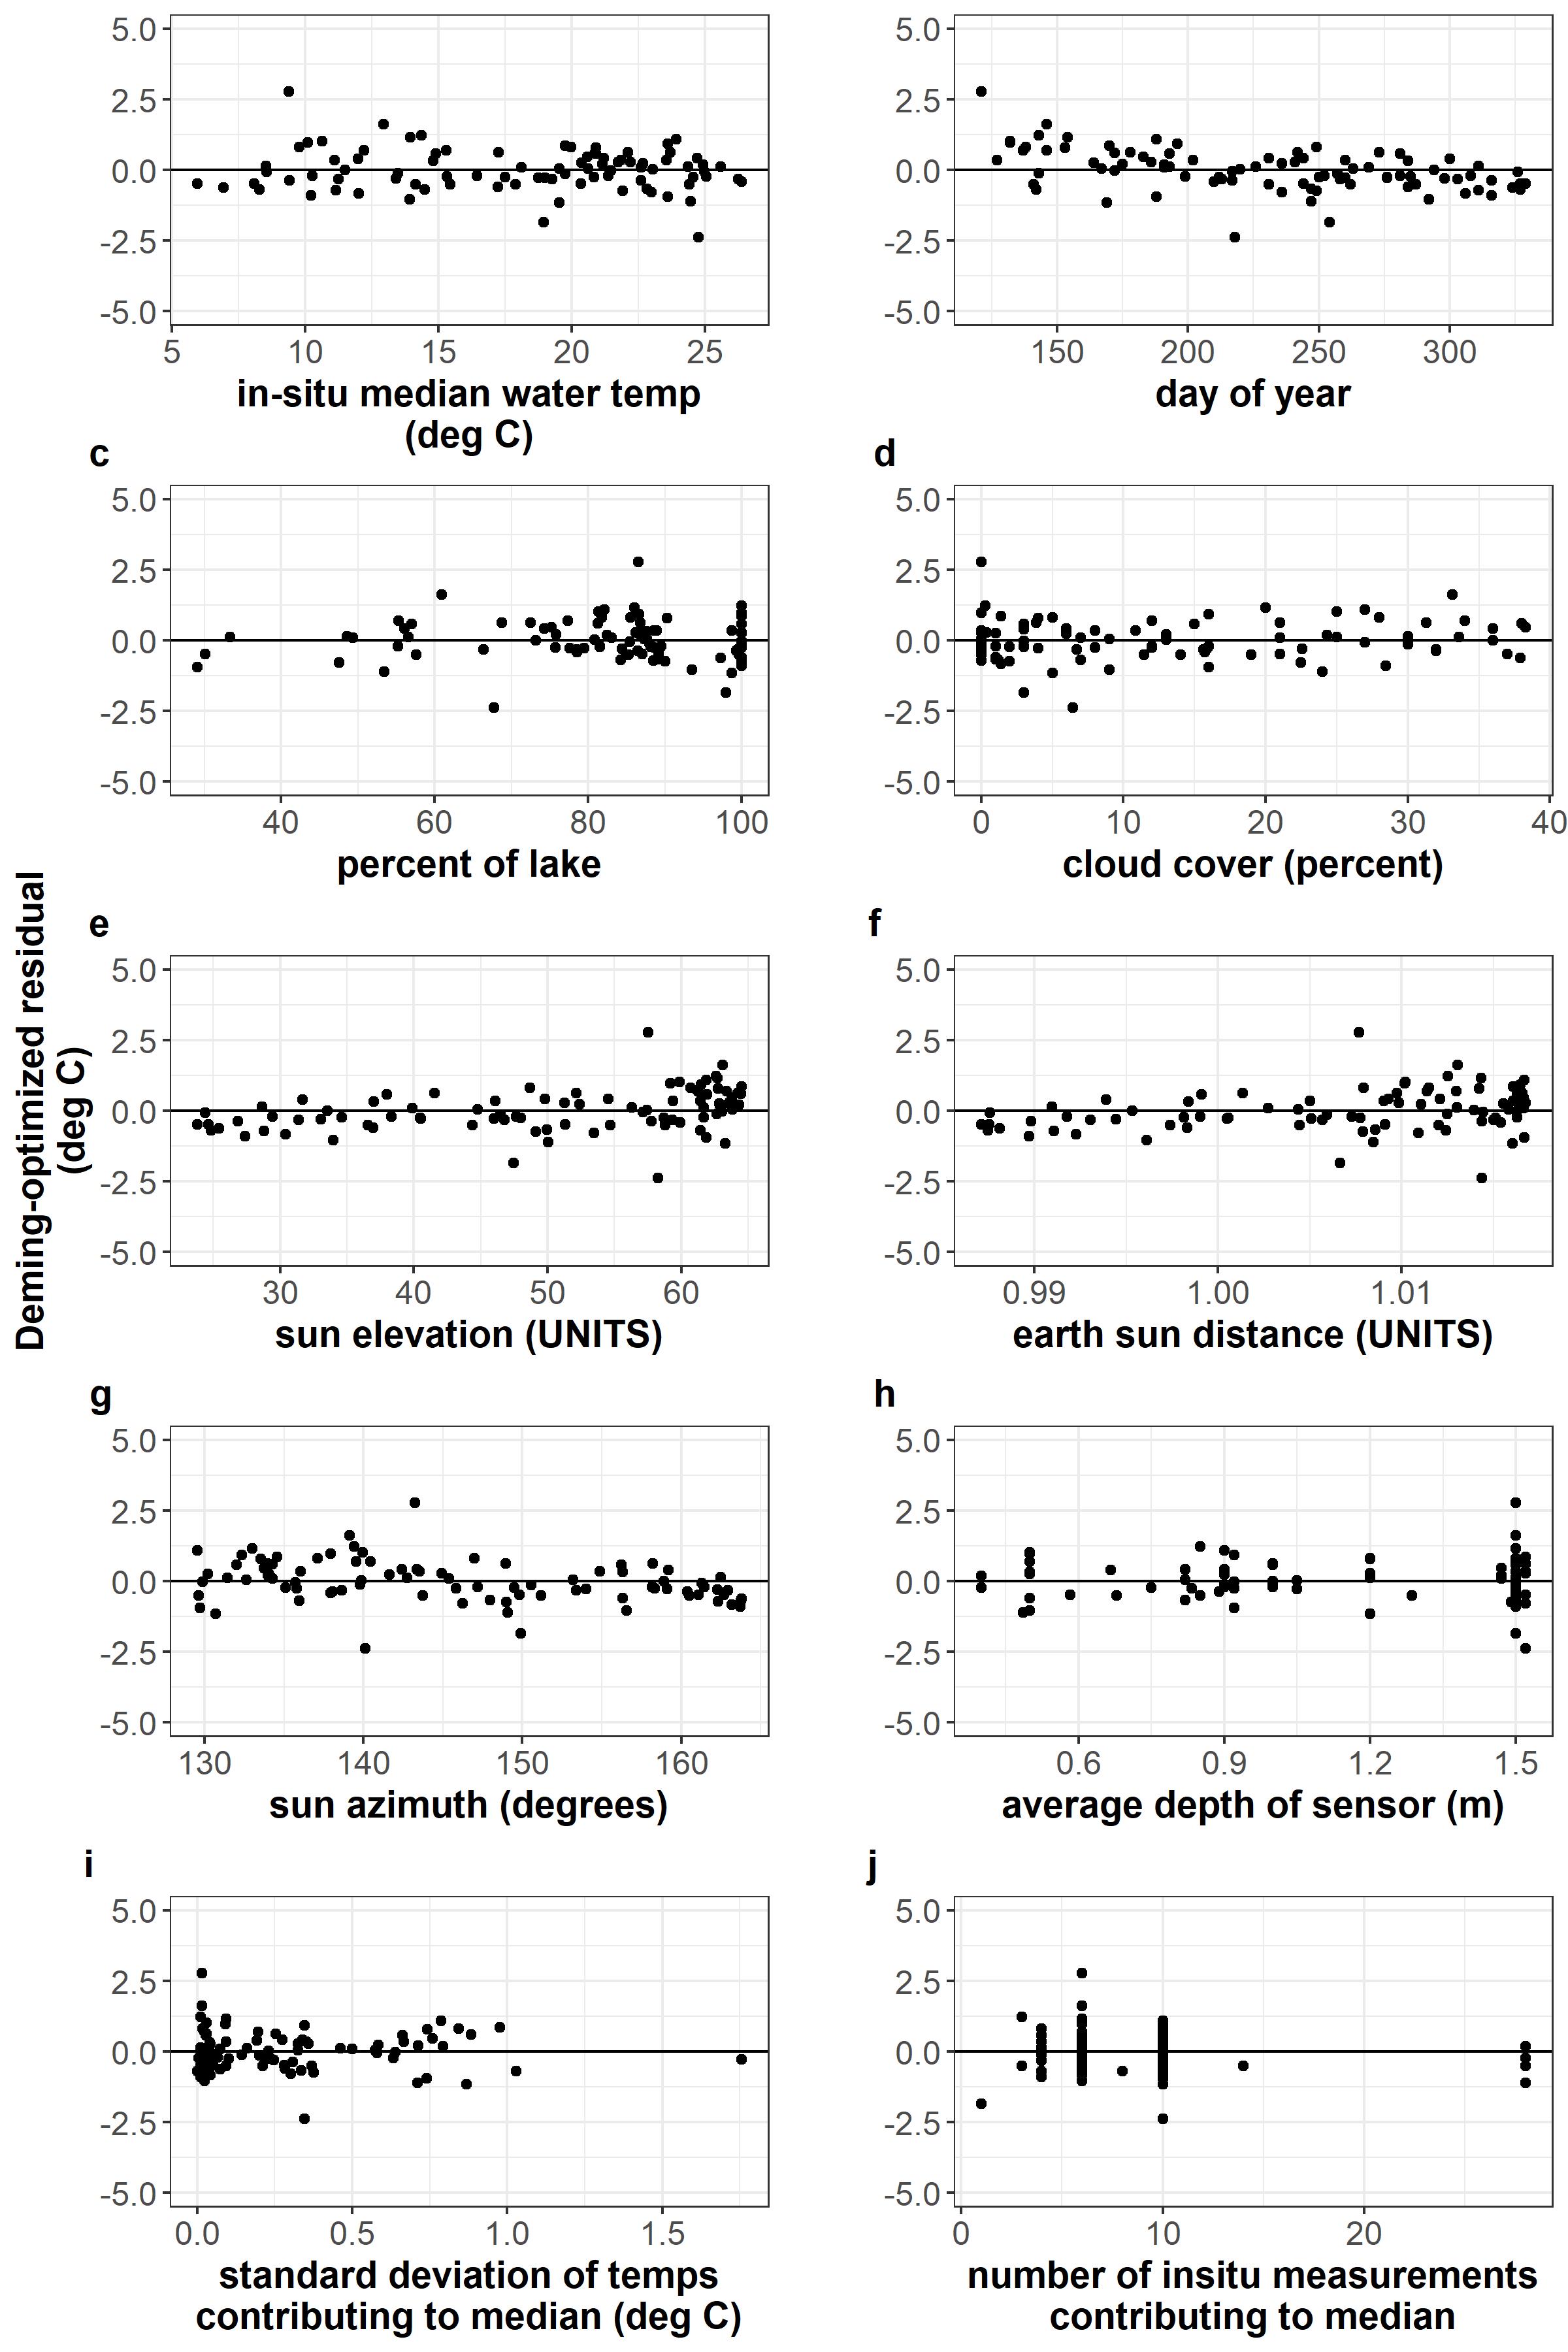 5.0
2.5
0.0
-2.5
-5.0
5 10 15 20 25
in-situ median water temp
(deg C)
5.0
2.5
0.0
-2.5
-5.0
150 200 250 300
day of year
c
5.0
2.5
0.0
-2.5
-5.0
40 60 80 100
percent of lake
d
5.0
2.5
0.0
-2.5
-5.0
0 10 20 30 40
cloud cover (percent)
Deming-optimized residual
(deg C)
e
5.0
2.5
0.0
-2.5
-5.0
30 40 50 60
sun elevation (UNITS)
f
5.0
2.5
0.0
-2.5
-5.0
0.99 1.00 1.01
earth sun distance (UNITS)
g
5.0
2.5
0.0
-2.5
-5.0
130 140 150 160
sun azimuth (degrees)
h
5.0
2.5
0.0
-2.5
-5.0
0.6 0.9 1.2 1.5
average depth of sensor (m)
i
5.0
2.5
0.0
-2.5
-5.0
0.0 0.5 1.0 1.5
standard deviation of temps
contributing to median (deg C)
j
5.0
2.5
0.0
-2.5
-5.0
0 10 20
number of insitu measurements
contributing to median